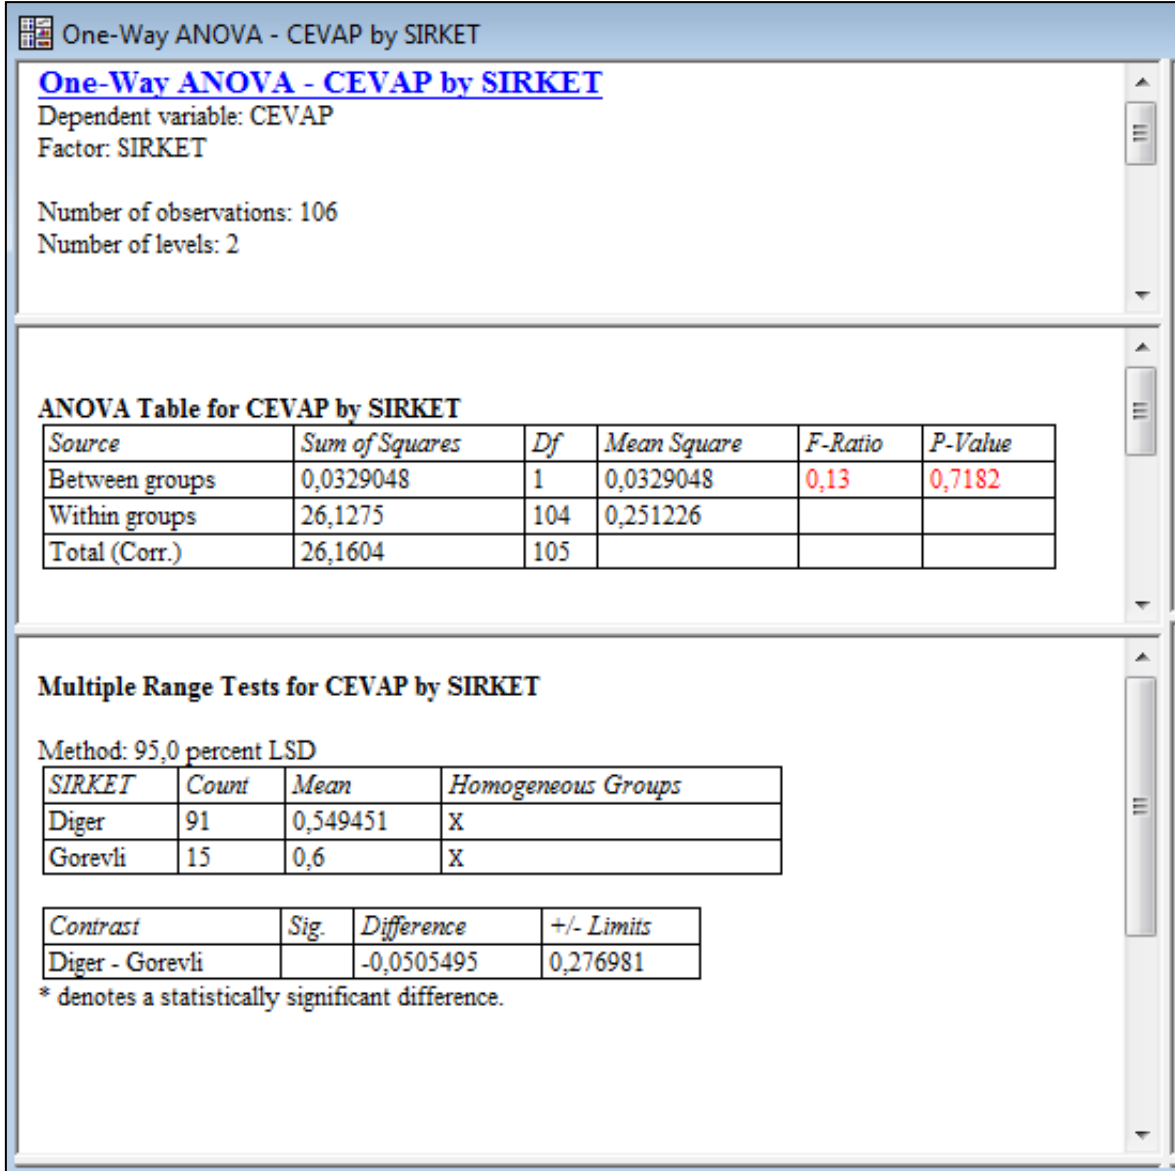 One-Way ANOVA - CEVAP by SIRKET
One-Way ANOVA - CEVAP by SIRKET
Dependent variable: CEVAP
Factor: SIRKET
Number of observations: 106
Number of levels: 2
ANOVA Table for CEVAP by SIRKET
Source Sum of Squares Df Mean Square F-Ratio P-Value
Between groups 0,0329048 1 0,0329048 0,13 0,7182
Within groups 26,1275 104 0,251226
Total (Corr.) 26,1604 105
Multiple Range Tests for CEVAP by SIRKET
Method: 95,0 percent LSD
SIRKET Count Mean Homogeneous Groups
Diger 91 0,549451 X
Gorevli 15 0,6 X
Contrast Sig. Difference +/- Limits
Diger - Gorevli -0,0505495 0,276981
* denotes a statistically significant difference.